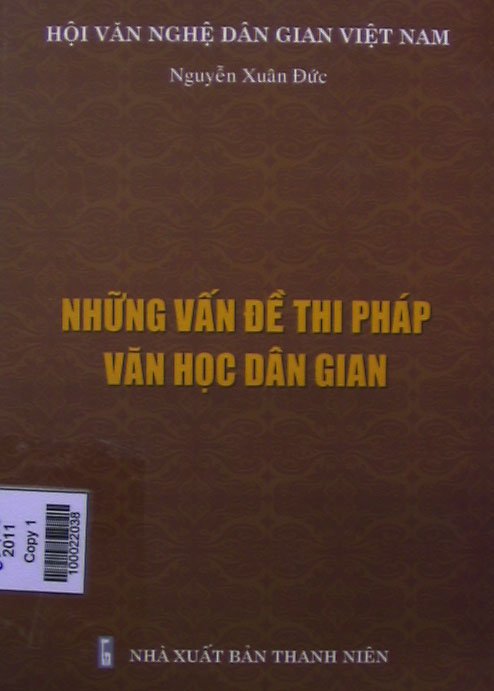 HỘI VĂN NGHỆ DÂN GIAN VIỆT NAM
Nguyễn Xuân Đức
NHỮNG VẤN ĐỀ THI PHÁP
VĂN HỌC DÂN GIAN
2011
Copy 1
100022038
NHÀ XUẤT BẢN THANH NIÊN